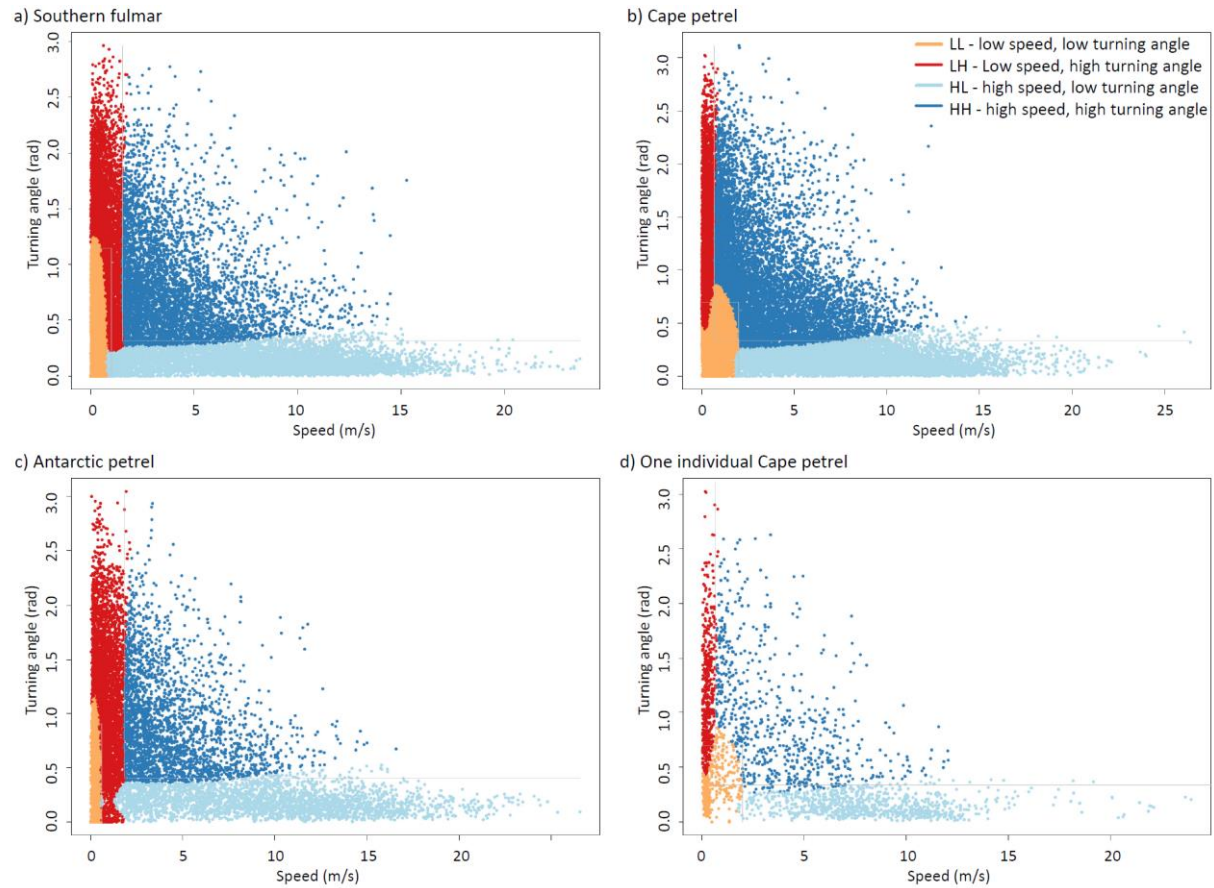 a) Southern fulmar
3.0
2.5
2.0
1.5
1.0
0.5
0.0
Turning angle (rad)
0 5 10 15 20
Speed (m/s)
b) Cape petrel
LL - low speed, low turning angle
LH - Low speed, high turning angle
HL - high speed, low turning angle
HH - high speed, high turning angle
3.0
2.5
2.0
1.5
1.0
0.5
0.0
Turning angle (rad)
0 5 10 15 20 25
Speed (m/s)
c) Antarctic petrel
3.0
2.5
2.0
1.5
1.0
0.5
0.0
Turning angle (rad)
0 5 10 15 20
Speed (m/s)
d) One individual Cape petrel
3.0
2.5
2.0
1.5
1.0
0.5
0.0
Turning angle (rad)
0 5 10 15 20
Speed (m/s)